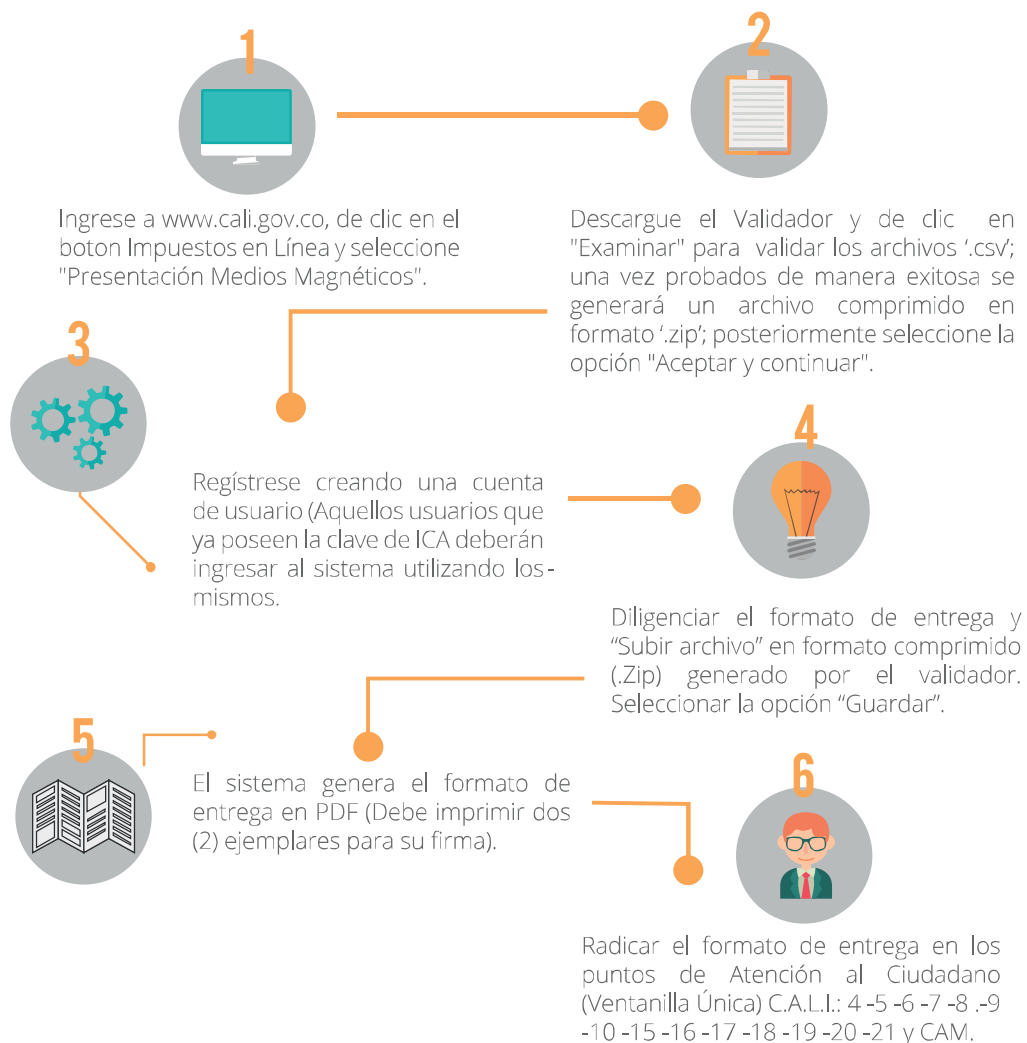 1
Ingrese a www.cali.gov.co, de clic en el
boton Impuestos en Línea y seleccione
"Presentación Medios Magnéticos".
2
Descargue el Validador y de clic en
"Examinar" para validar los archivos ‘.csv’;
una vez probados de manera exitosa se
generará un archivo comprimido en
formato ‘.zip’; posteriormente seleccione la
opción "Aceptar y continuar".
3
Regístrese creando una cuenta
de usuario (Aquellos usuarios que
ya poseen la clave de ICA deberán
ingresar al sistema utilizando los-
mismos.
4
Diligenciar el formato de entrega y
“Subir archivo” en formato comprimido
(.Zip) generado por el validador.
Seleccionar la opción “Guardar”.
5
El sistema genera el formato de
entrega en PDF (Debe imprimir dos
(2) ejemplares para su firma).
6
Radicar el formato de entrega en los
puntos de Atención al Ciudadano
(Ventanilla Única) C.A.L.I.: 4 -5 -6 -7 -8 .-9
-10 -15 -16 -17 -18 -19 -20 -21 y CAM.